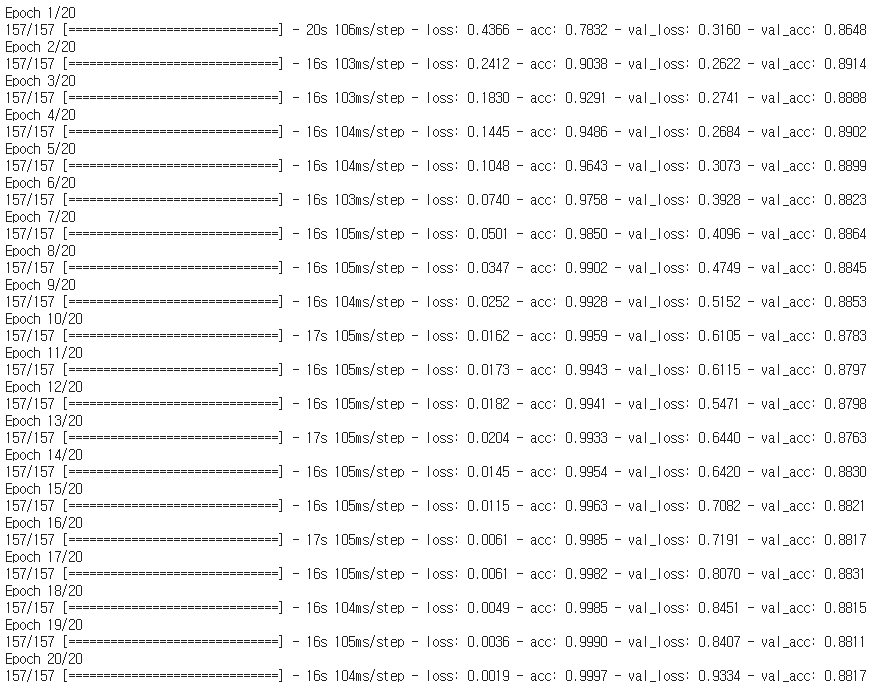 Epoch 1/20
157/157 [==============================] - 20s 106ms/step - loss: 0.4366 - acc: 0.7832 - val_loss: 0.3160 - val_acc: 0.8648
Epoch 2/20
157/157 [==============================] - 16s 103ms/step - loss: 0.2412 - acc: 0.9038 - val_loss: 0.2622 - val_acc: 0.8914
Epoch 3/20
157/157 [==============================] - 16s 103ms/step - loss: 0.1830 - acc: 0.9291 - val_loss: 0.2741 - val_acc: 0.8888
Epoch 4/20
157/157 [==============================] - 16s 104ms/step - loss: 0.1445 - acc: 0.9486 - val_loss: 0.2684 - val_acc: 0.8902
Epoch 5/20
157/157 [==============================] - 16s 104ms/step - loss: 0.1048 - acc: 0.9643 - val_loss: 0.3073 - val_acc: 0.8899
Epoch 6/20
157/157 [==============================] - 16s 103ms/step - loss: 0.0740 - acc: 0.9758 - val_loss: 0.3928 - val_acc: 0.8823
Epoch 7/20
157/157 [==============================] - 16s 105ms/step - loss: 0.0501 - acc: 0.9850 - val_loss: 0.4096 - val_acc: 0.8864
Epoch 8/20
157/157 [==============================] - 16s 105ms/step - loss: 0.0347 - acc: 0.9902 - val_loss: 0.4749 - val_acc: 0.8845
Epoch 9/20
157/157 [==============================] - 16s 104ms/step - loss: 0.0252 - acc: 0.9928 - val_loss: 0.5152 - val_acc: 0.8853
Epoch 10/20
157/157 [==============================] - 17s 105ms/step - loss: 0.0162 - acc: 0.9959 - val_loss: 0.6105 - val_acc: 0.8783
Epoch 11/20
157/157 [==============================] - 16s 105ms/step - loss: 0.0173 - acc: 0.9943 - val_loss: 0.6115 - val_acc: 0.8797
Epoch 12/20
157/157 [==============================] - 16s 105ms/step - loss: 0.0182 - acc: 0.9941 - val_loss: 0.5471 - val_acc: 0.8798
Epoch 13/20
157/157 [==============================] - 17s 105ms/step - loss: 0.0204 - acc: 0.9933 - val_loss: 0.6440 - val_acc: 0.8763
Epoch 14/20
157/157 [==============================] - 16s 105ms/step - loss: 0.0145 - acc: 0.9954 - val_loss: 0.6420 - val_acc: 0.8830
Epoch 15/20
157/157 [==============================] - 16s 105ms/step - loss: 0.0115 - acc: 0.9963 - val_loss: 0.7082 - val_acc: 0.8821
Epoch 16/20
157/157 [==============================] - 17s 105ms/step - loss: 0.0061 - acc: 0.9985 - val_loss: 0.7191 - val_acc: 0.8817
Epoch 17/20
157/157 [==============================] - 16s 105ms/step - loss: 0.0061 - acc: 0.9982 - val_loss: 0.8070 - val_acc: 0.8831
Epoch 18/20
157/157 [==============================] - 16s 104ms/step - loss: 0.0049 - acc: 0.9985 - val_loss: 0.8451 - val_acc: 0.8815
Epoch 19/20
157/157 [==============================] - 16s 105ms/step - loss: 0.0036 - acc: 0.9990 - val_loss: 0.8407 - val_acc: 0.8811
Epoch 20/20
157/157 [==============================] - 16s 104ms/step - loss: 0.0019 - acc: 0.9997 - val_loss: 0.9334 - val_acc: 0.8817